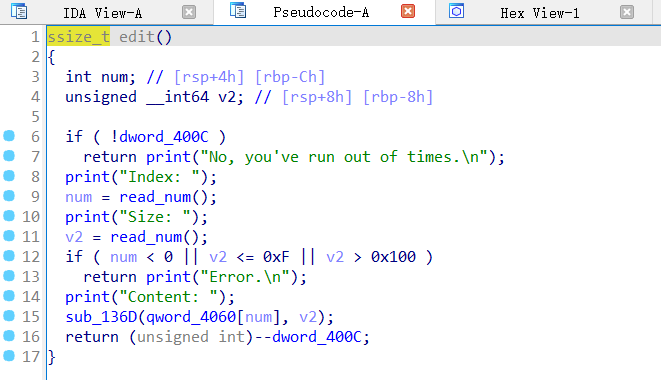 IDA View-A Pseudocode-A Hex View-1
1 ssize_t edit()
2 {
3 int num; // [rsp+4h] [rbp-Ch]
4 unsigned __int64 v2; // [rsp+8h] [rbp-8h]
5
6 if ( !dword_400C )
7 return print("No, you've run out of times.\n");
8 print("Index: ");
9 num = read_num();
10 print("Size: ");
11 v2 = read_num();
12 if ( num < 0 || v2 <= 0xF || v2 > 0x100 )
13 return print("Error.\n");
14 print("Content: ");
15 sub_136D(qword_4060[num], v2);
16 return (unsigned int)--dword_400C;
17 }